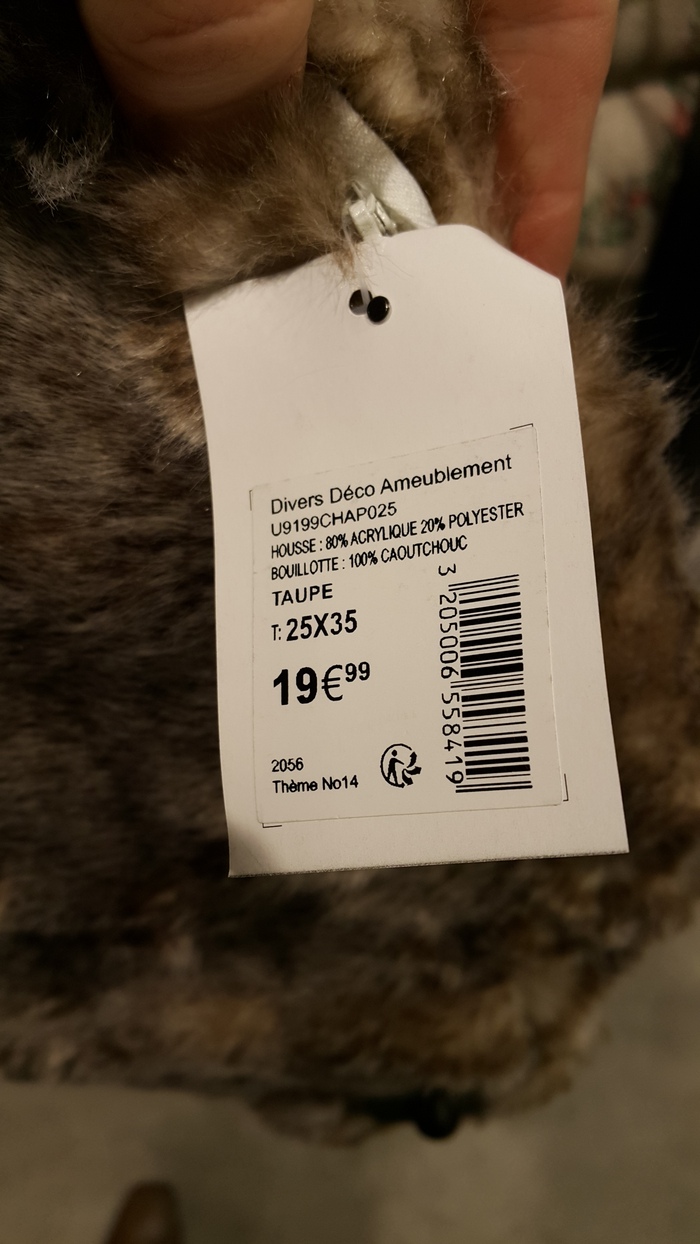 Divers Déco Ameublement
U9199CHAP025
HOUSSE : 80% ACRYLIQUE 20% POLYESTER
BOUILLOTTE : 100% CAOUTCHOUC
TAUPE
T: 25X35
19€99
2056
Thème No14
3 205006 558419